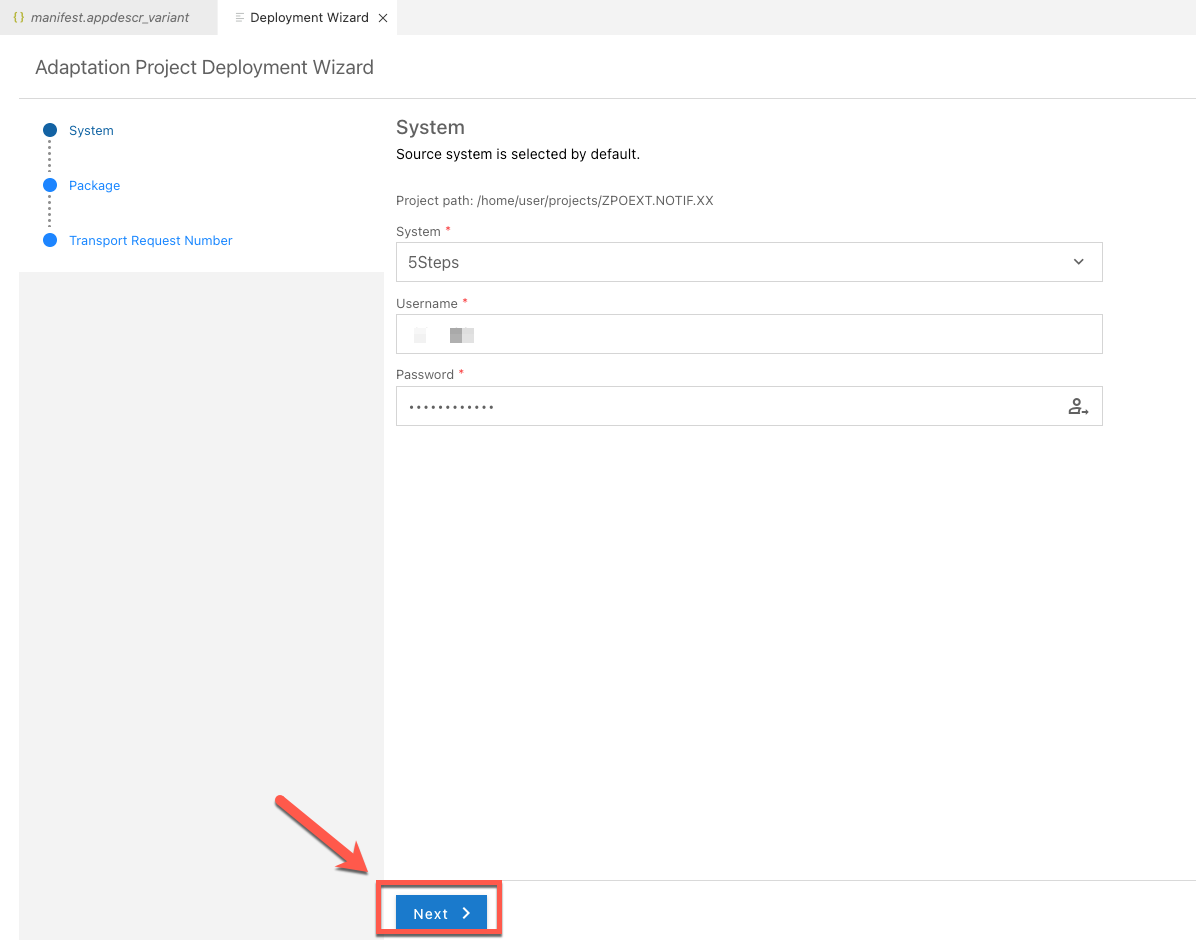 {} manifest.appdescr_variant
Deployment Wizard
Adaptation Project Deployment Wizard
System
Package
Transport Request Number
System
Source system is selected by default.
Project path: /home/user/projects/ZPOEXT.NOTIF.XX
System *
5Steps
Username *
Password *
••••••••••••
Next